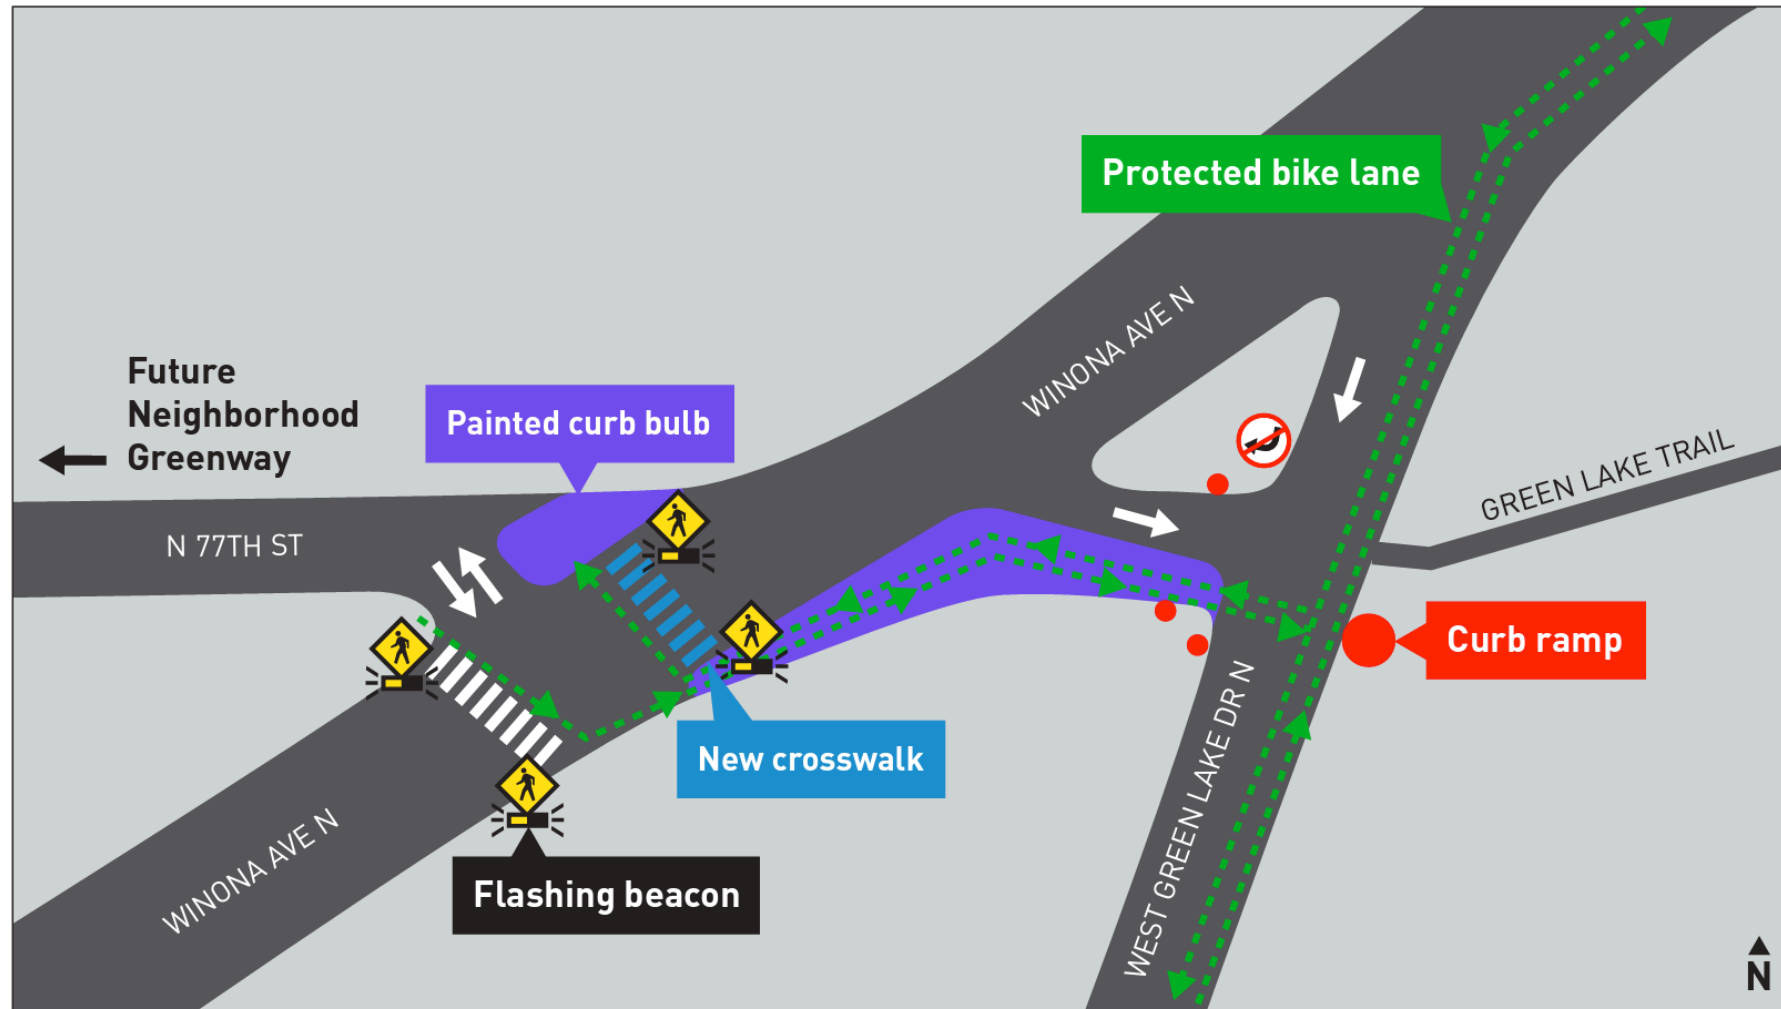 Protected bike lane
WINONA AVE N
Future
Neighborhood
Greenway
Painted curb bulb
GREEN LAKE TRAIL
N 77TH ST
Curb ramp
New crosswalk
WEST GREEN LAKE DR N
WINONA AVE N
Flashing beacon
N